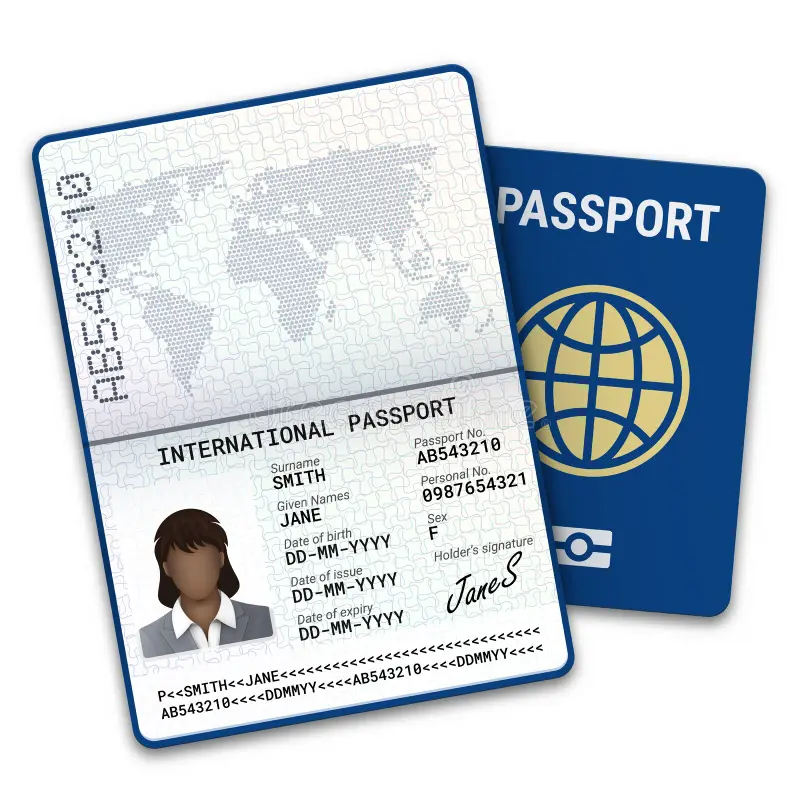 AB543210
PASSPORT
INTERNATIONAL PASSPORT
Surname
SMITH
Given Names
JANE
Date of birth
DD-MM-YYYY
Date of issue
DD-MM-YYYY
Date of expiry
DD-MM-YYYY
Passport No.
AB543210
Personal No.
0987654321
Sex
F
Holder's signature
JaneS
P<<SMITH<<JANE<<<<<<<<<<<<<<<<<<<<<<<<<<<<<<
AB543210<<<<DDMMYY<<<<AB543210<<<<DDMMYY<<<<